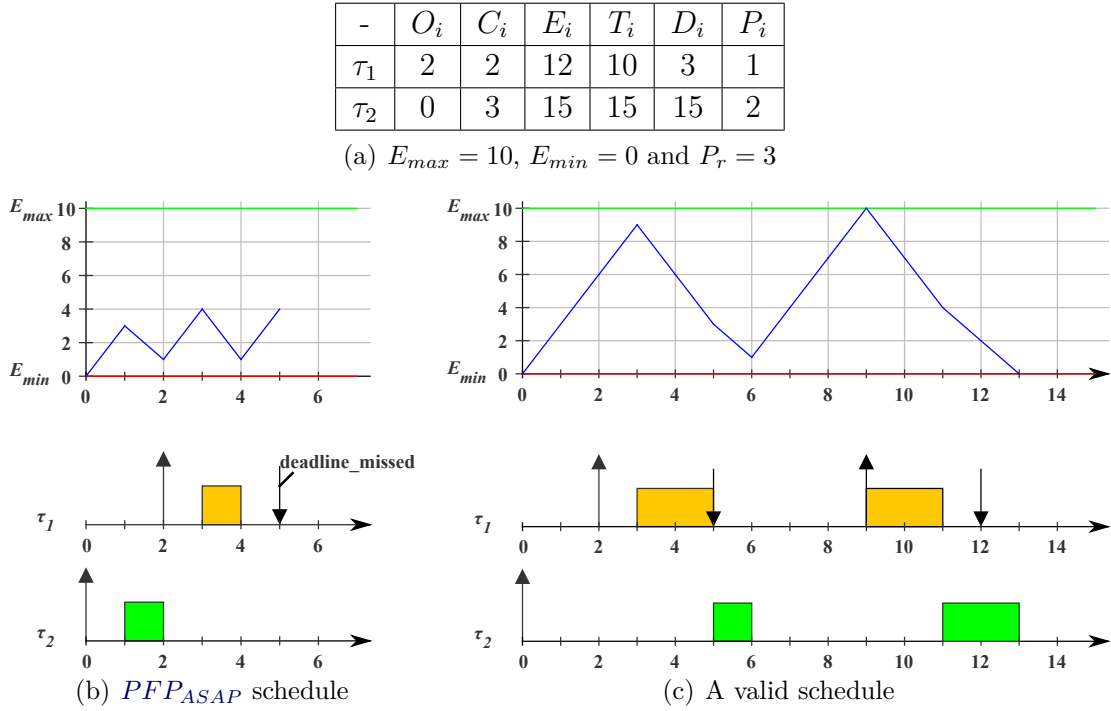 - O_i C_i E_i T_i D_i P_i
τ_1 2 2 12 10 3 1
τ_2 0 3 15 15 15 2
(a) E_max = 10, E_min = 0 and P_r = 3
E_max 10
8
6
4
2
E_min 0
0 2 4 6
deadline_missed
τ_1
0 2 4 6
τ_2
0 2 4 6
(b) PFP_ASAP schedule
E_max 10
8
6
4
2
E_min 0
0 2 4 6 8 10 12 14
τ_1
0 2 4 6 8 10 12 14
τ_2
0 2 4 6 8 10 12 14
(c) A valid schedule